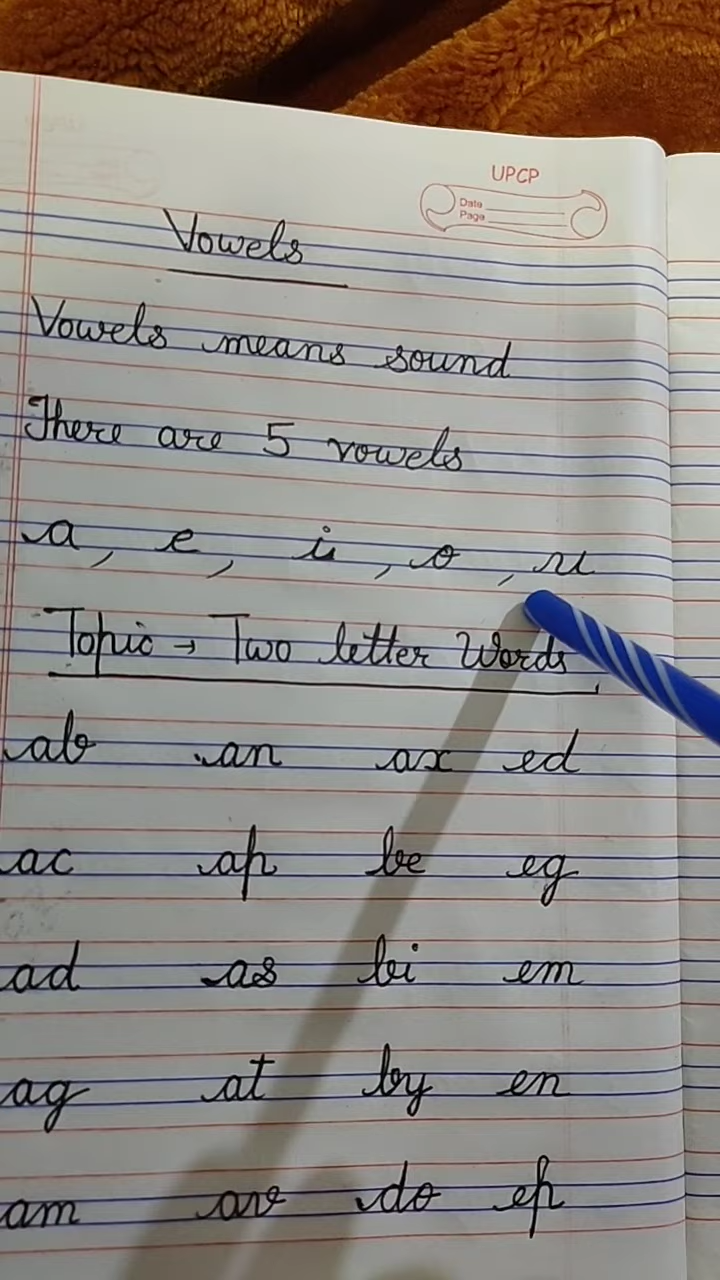 UPCP
Date
Page
Vowels
Vowels means sound
There are 5 vowels
a, e, i, o, u
Topic → Two letter Words
ab an ax ed
ac ap be eg
ad as bi em
ag at by en
am av do ep